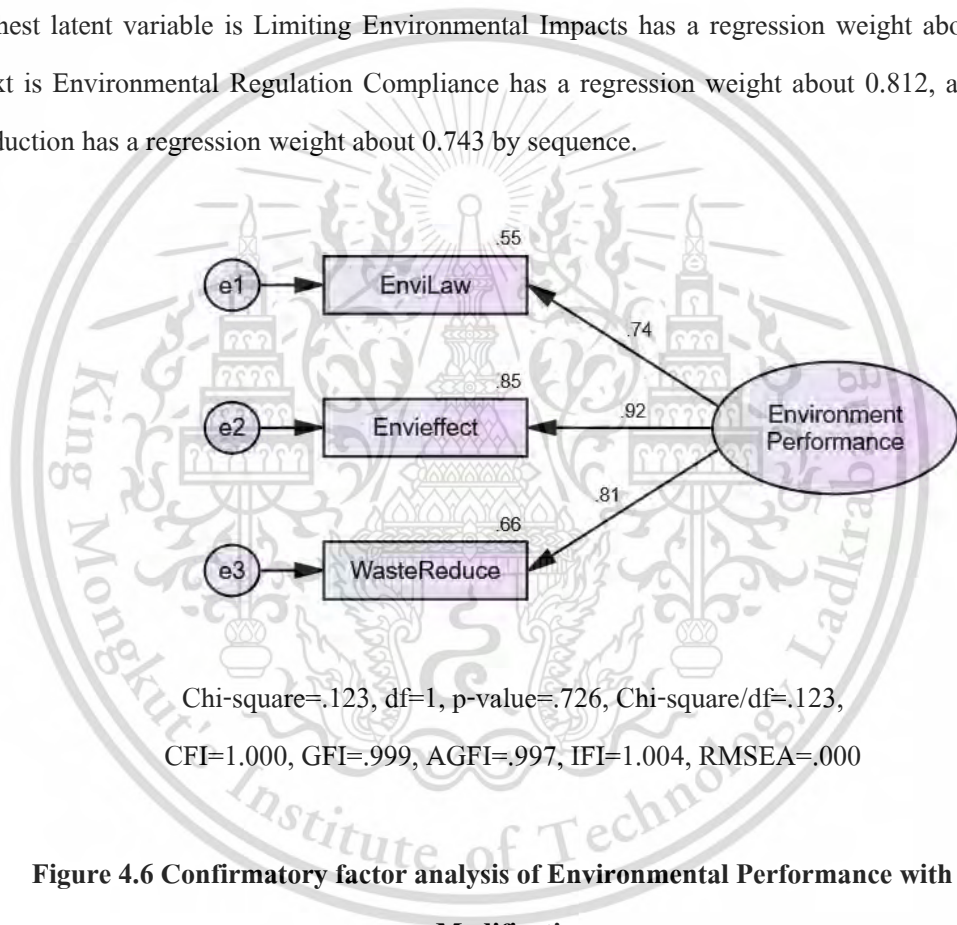 hest latent variable is Limiting Environmental Impacts has a regression weight abo
t is Environmental Regulation Compliance has a regression weight about 0.812, a
duction has a regression weight about 0.743 by sequence.
.55
e1 EnviLaw
.74
.85
e2 Envieffect .92 Environment
Performance
.81
.66
e3 WasteReduce
King Mongkut's Institute of Technology Ladkrabang
Chi-square=.123, df=1, p-value=.726, Chi-square/df=.123,
CFI=1.000, GFI=.999, AGFI=.997, IFI=1.004, RMSEA=.000
Figure 4.6 Confirmatory factor analysis of Environmental Performance with